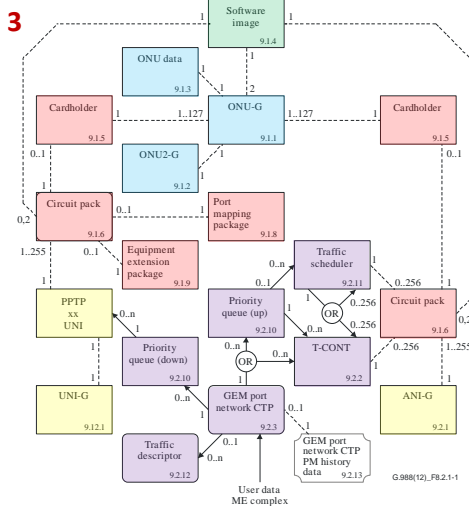 3
1
Software
image
9.1.4
1
1
2
ONU data
9.1.3
1
ONU-G
9.1.1
Cardholder
9.1.5
1
1..127
1..127
1
Cardholder
9.1.5
ONU2-G
9.1.2
1
0..1
1
0..1
Circuit pack
9.1.6
0,2
0..1
1
Port
mapping
package
9.1.8
1..255
0..1
1
Equipment
extension
package
9.1.9
0..n
Traffic
scheduler
9.2.11
1
0..1
1
PPTP
xx
UNI
0..n
1
Priority
queue (up)
9.2.10
1
0..n
OR
0..256
0..256
0..256
0..256
1
Circuit pack
9.1.6
0,2
1..255
Priority
queue (down)
9.2.10
0..n
OR
0..n
T-CONT
9.2.2
1
1
1
0..n
1
1
UNI-G
9.12.1
GEM port
network CTP
9.2.3
0..1
1
ANI-G
9.2.1
1
0..1
0..n
Traffic
descriptor
9.2.12
GEM port
network CTP
PM history
data
9.2.13
G.988(12)_F8.2.1-1
User data
ME complex